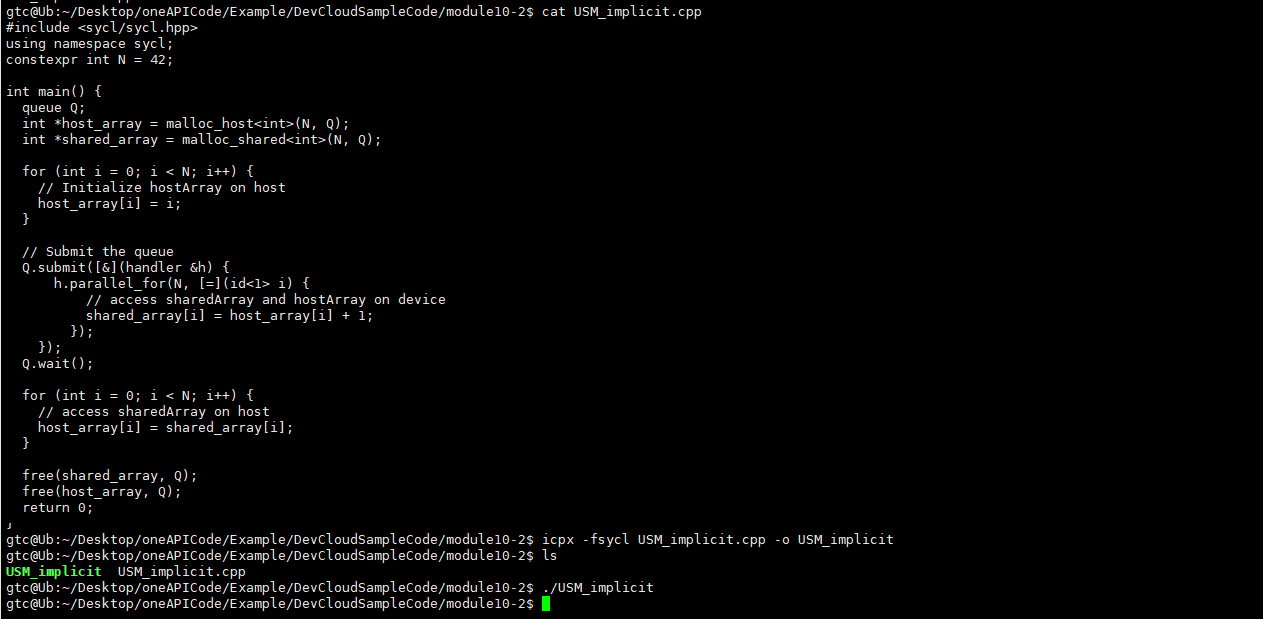 gtc@Ub:~/Desktop/oneAPICode/Example/DevCloudSampleCode/module10-2$ cat USM_implicit.cpp
#include <sycl/sycl.hpp>
using namespace sycl;
constexpr int N = 42;
int main() {
queue Q;
int *host_array = malloc_host<int>(N, Q);
int *shared_array = malloc_shared<int>(N, Q);
for (int i = 0; i < N; i++) {
// Initialize hostArray on host
host_array[i] = i;
}
// Submit the queue
Q.submit([&](handler &h) {
h.parallel_for(N, [=](id<1> i) {
// access sharedArray and hostArray on device
shared_array[i] = host_array[i] + 1;
});
});
Q.wait();
for (int i = 0; i < N; i++) {
// access sharedArray on host
host_array[i] = shared_array[i];
}
free(shared_array, Q);
free(host_array, Q);
return 0;
}
gtc@Ub:~/Desktop/oneAPICode/Example/DevCloudSampleCode/module10-2$ icpx -fsycl USM_implicit.cpp -o USM_implicit
gtc@Ub:~/Desktop/oneAPICode/Example/DevCloudSampleCode/module10-2$ ls
USM_implicit  USM_implicit.cpp
gtc@Ub:~/Desktop/oneAPICode/Example/DevCloudSampleCode/module10-2$ ./USM_implicit
gtc@Ub:~/Desktop/oneAPICode/Example/DevCloudSampleCode/module10-2$